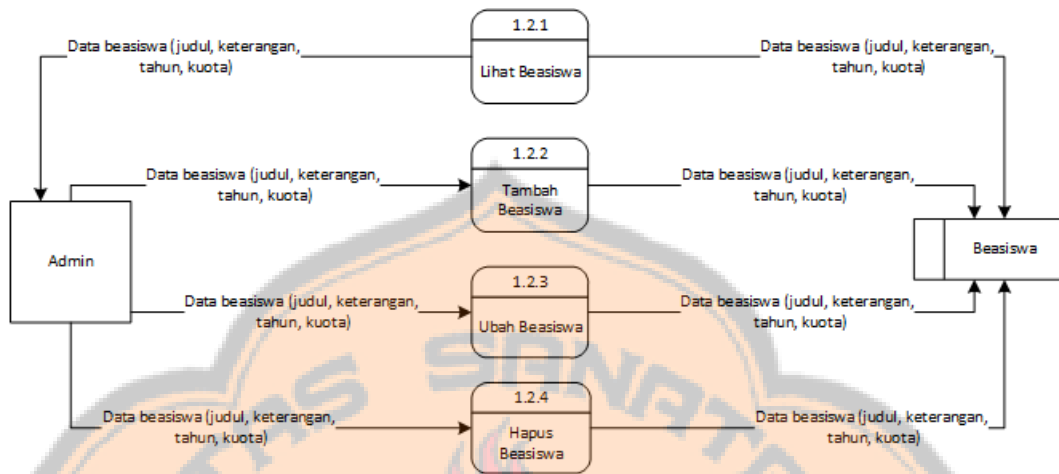 1.2.1
Data beasiswa (judul, keterangan,
tahun, kuota)
Lihat Beasiswa
Data beasiswa (judul, keterangan,
tahun, kuota)
1.2.2
Data beasiswa (judul, keterangan,
tahun, kuota)
Tambah
Beasiswa
Data beasiswa (judul, keterangan,
tahun, kuota)
Admin
Beasiswa
1.2.3
Data beasiswa (judul, keterangan,
tahun, kuota)
Ubah Beasiswa
Data beasiswa (judul, keterangan,
tahun, kuota)
1.2.4
Data beasiswa (judul, keterangan,
tahun, kuota)
Hapus
Beasiswa
Data beasiswa (judul, keterangan,
tahun, kuota)